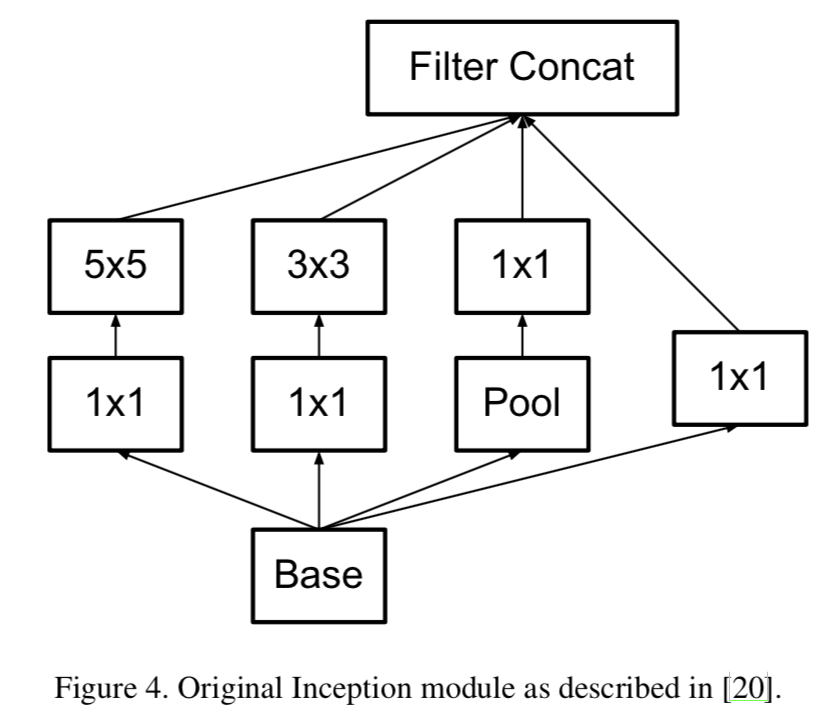 Filter Concat
5x5
3x3
1x1
1x1
1x1
1x1
Pool
Base
Figure 4. Original Inception module as described in [20].